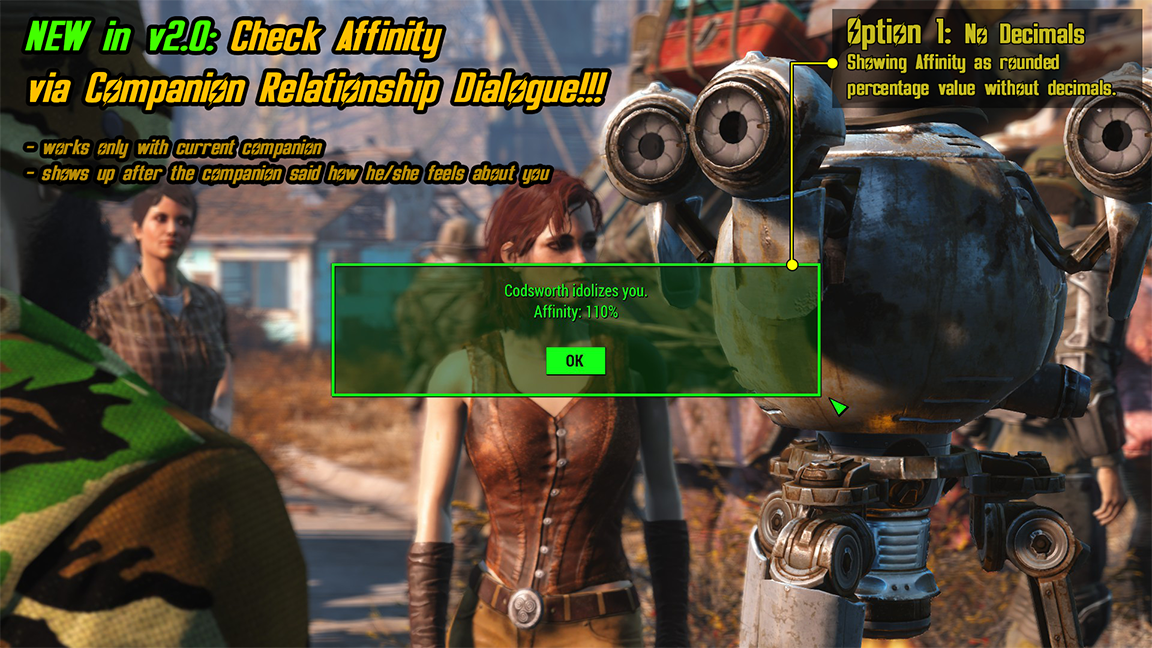 NEW in v2.0: Check Affinity
via Companion Relationship Dialogue!!!
- works only with current companion
- shows up after the companion said how he/she feels about you
Option 1: No Decimals
Showing Affinity as rounded
percentage value without decimals.
Codsworth idolizes you.
Affinity: 110%
OK